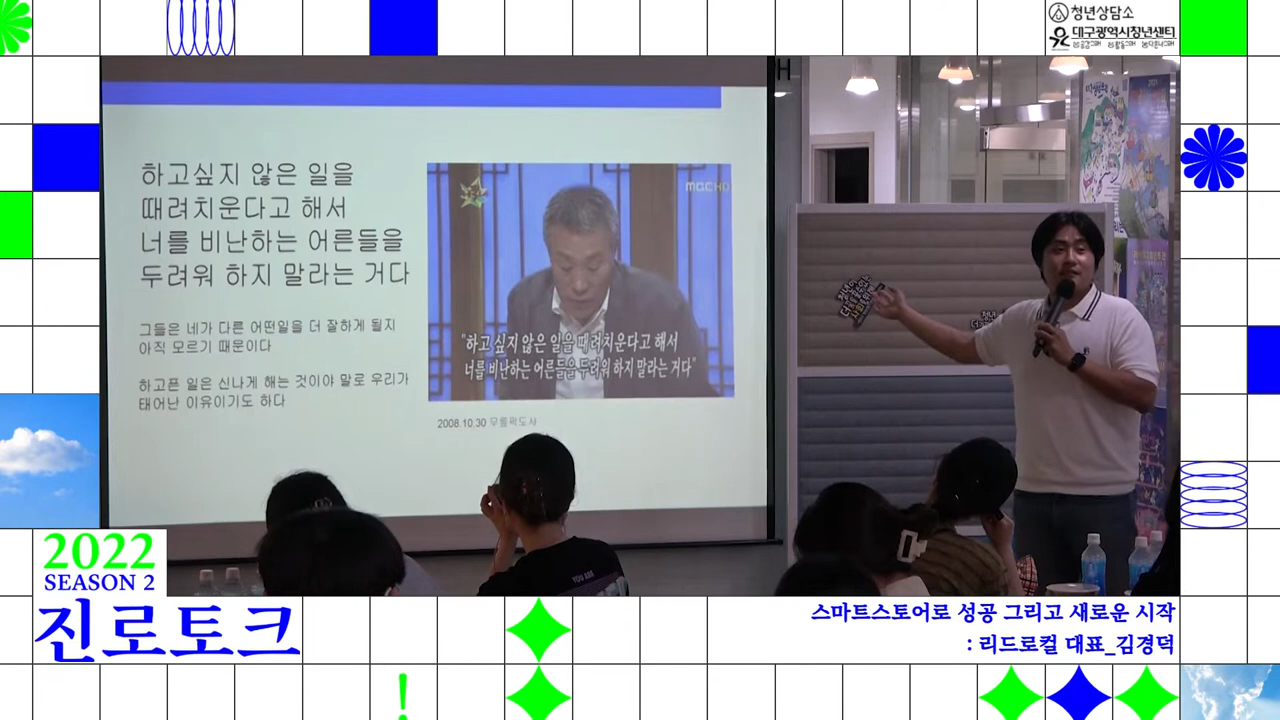 청년상담소
대구광역시청년센터
H
하고싶지 않은 일을
때려치운다고 해서
너를 비난하는 어른들을
두려워 하지 말라는 거다
그들은 네가 다른 어떤일을 더 잘하게 될지
아직 모르기 때문이다
하고픈 일은 신나게 해는 것이야 말로 우리가
태어난 이유이기도 하다
MBC HD
"하고 싶지 않은 일을 때려치운다고 해서
너를 비난하는 어른들을 두려워 하지 말라는 거다"
2008.10.30 무릎팍도사
YOU ARE
2022
SEASON 2
진로토크
스마트스토어로 성공 그리고 새로운 시작
: 리드로컬 대표_김경덕
!